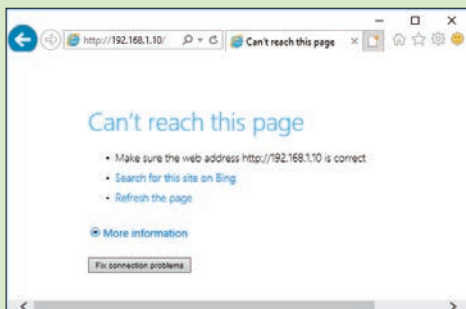 http://192.168.1.10/
Can't reach this page
Can't reach this page
Make sure the web address http://192.168.1.10 is correct
Search for this site on Bing
Refresh the page
More information
Fix connection problems